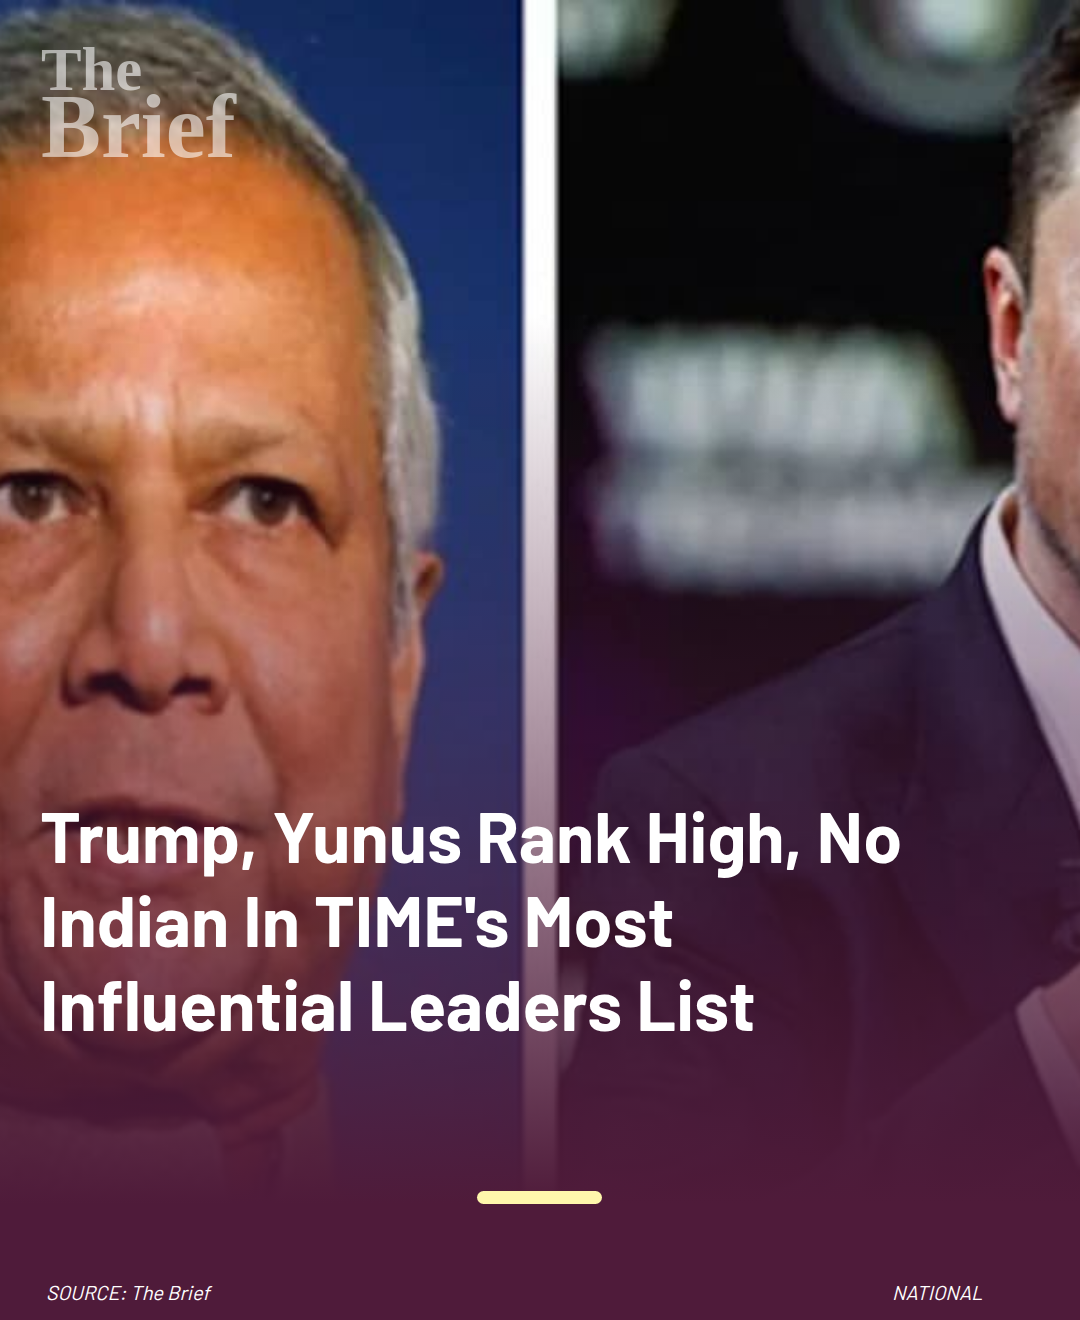 The
Brief
Trump, Yunus Rank High, No
Indian In TIME's Most
Influential Leaders List
SOURCE: The Brief
NATIONAL